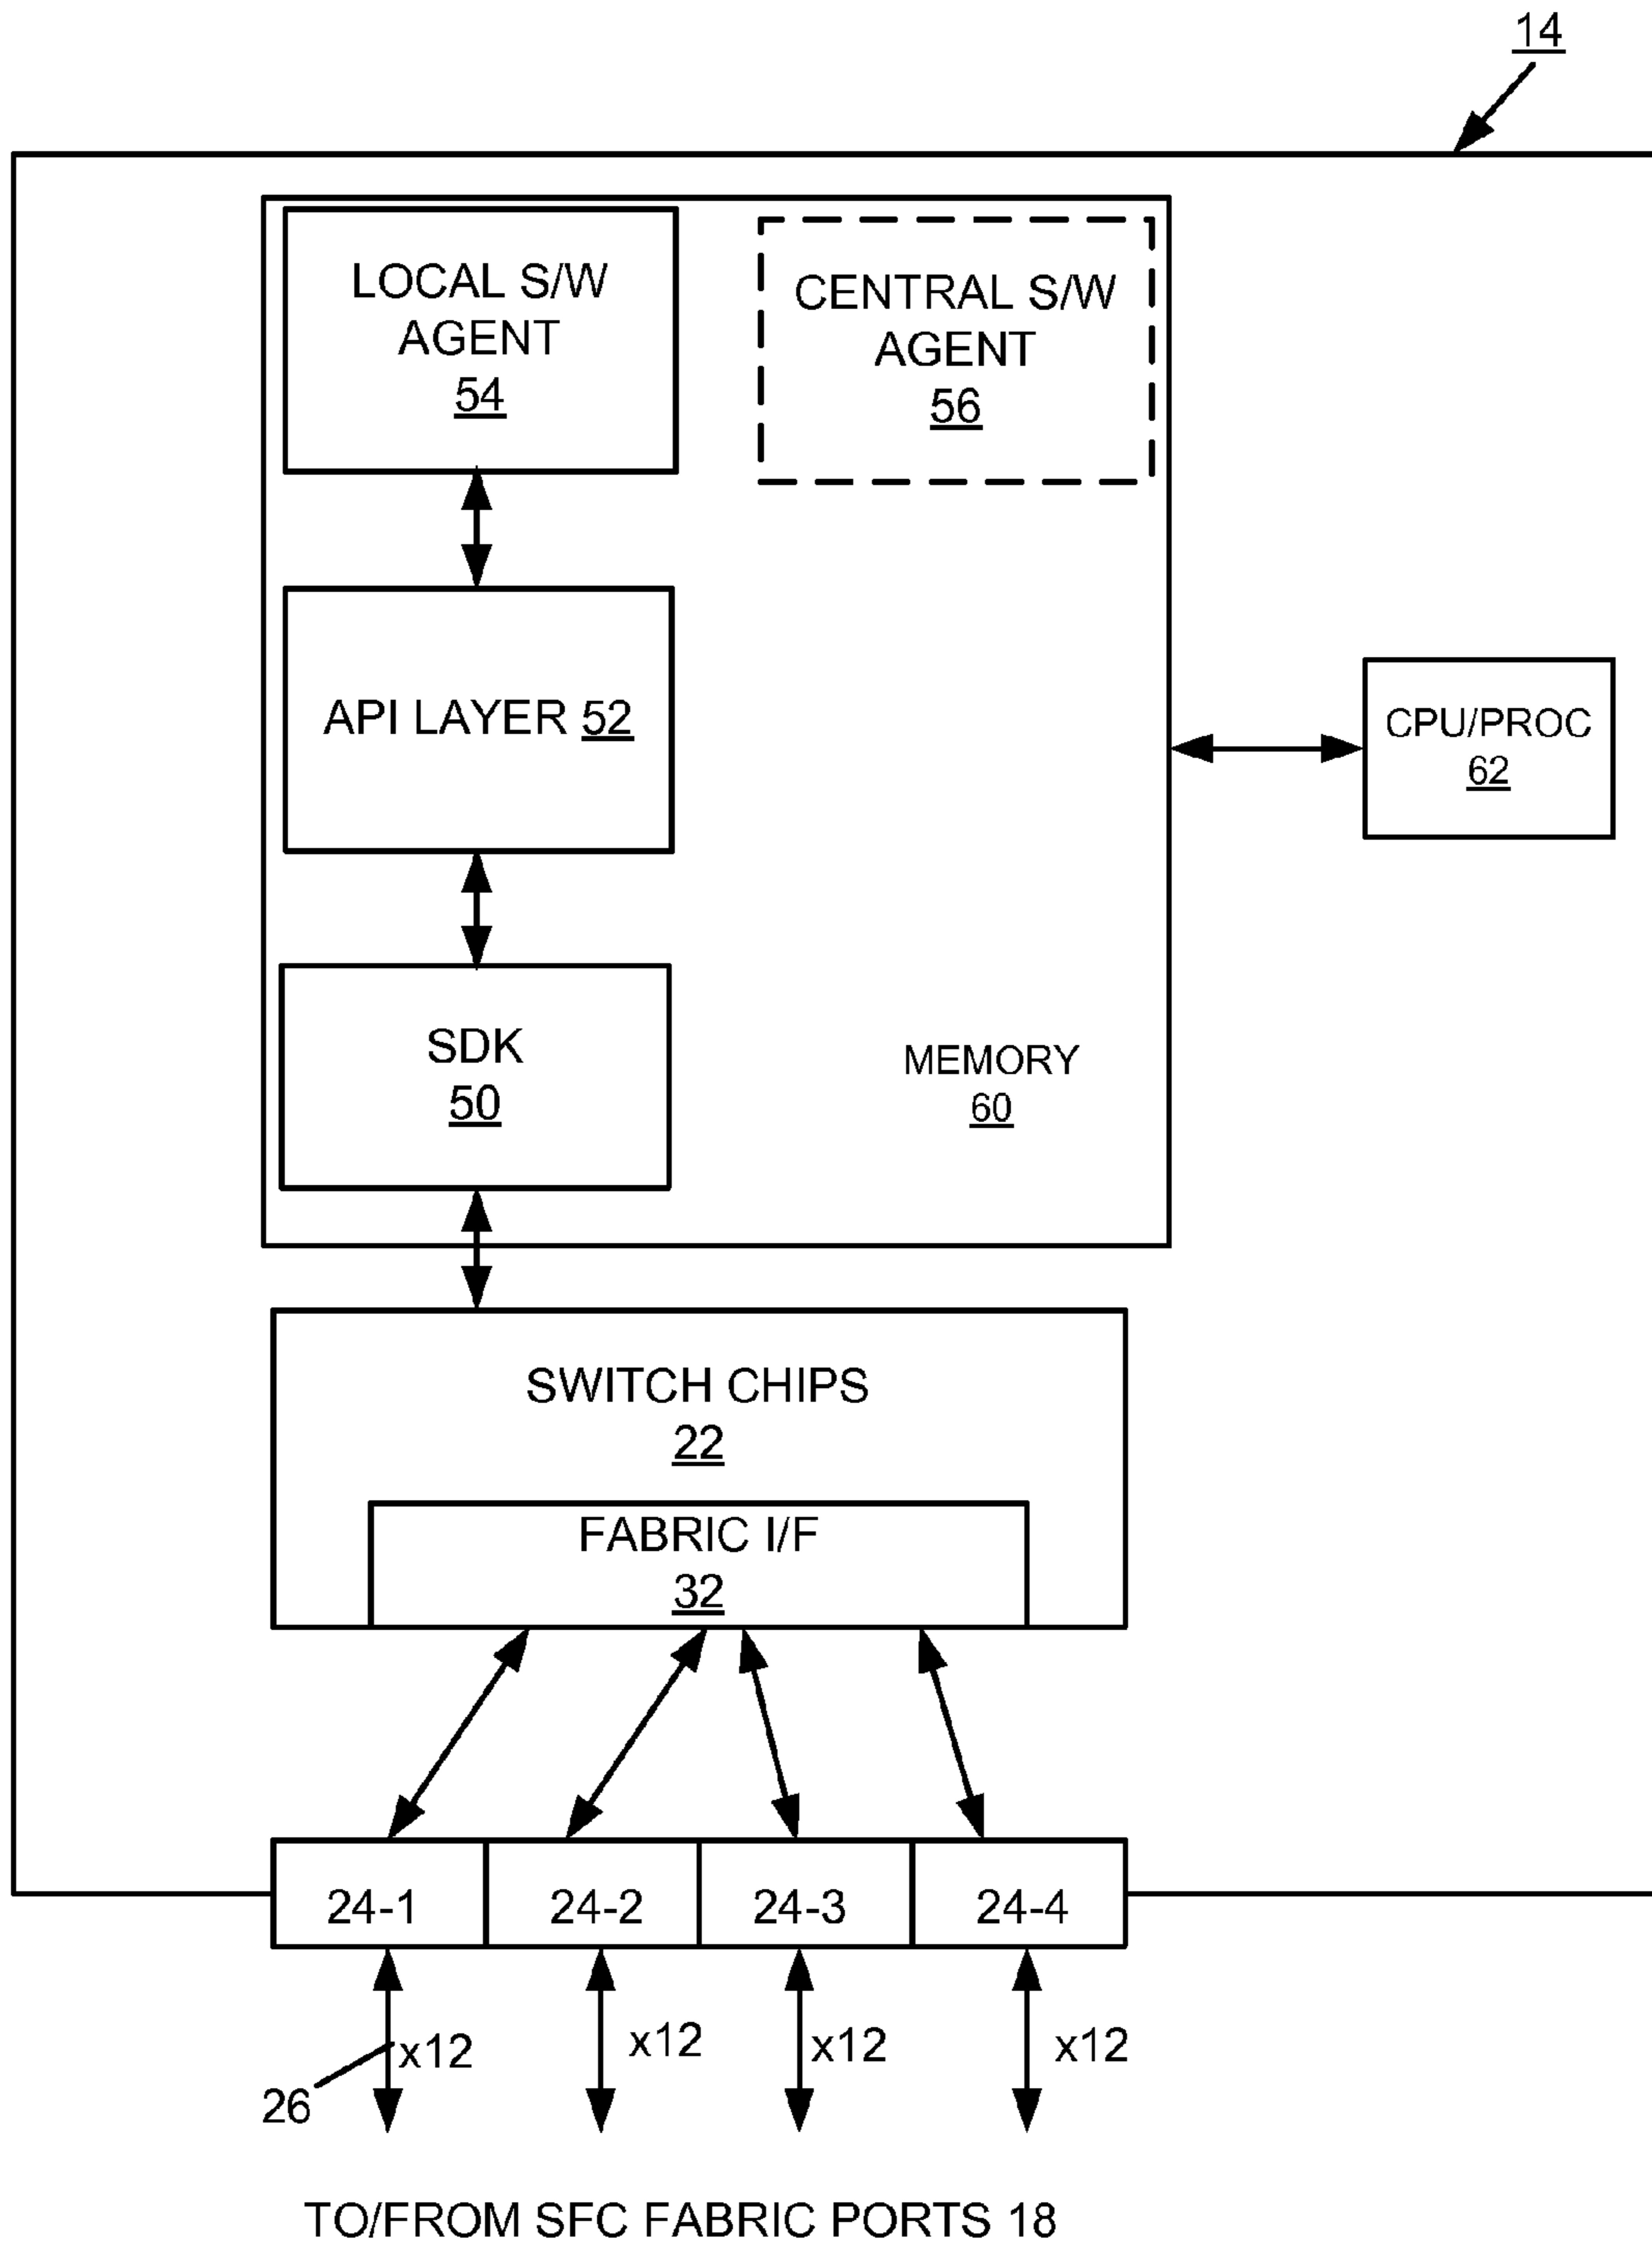 14
LOCAL S/W
AGENT
54
CENTRAL S/W
AGENT
56
API LAYER 52
CPU/PROC
62
SDK
50
MEMORY
60
SWITCH CHIPS
22
FABRIC I/F
32
24-1
24-2
24-3
24-4
x12
x12
x12
x12
26
TO/FROM SFC FABRIC PORTS 18